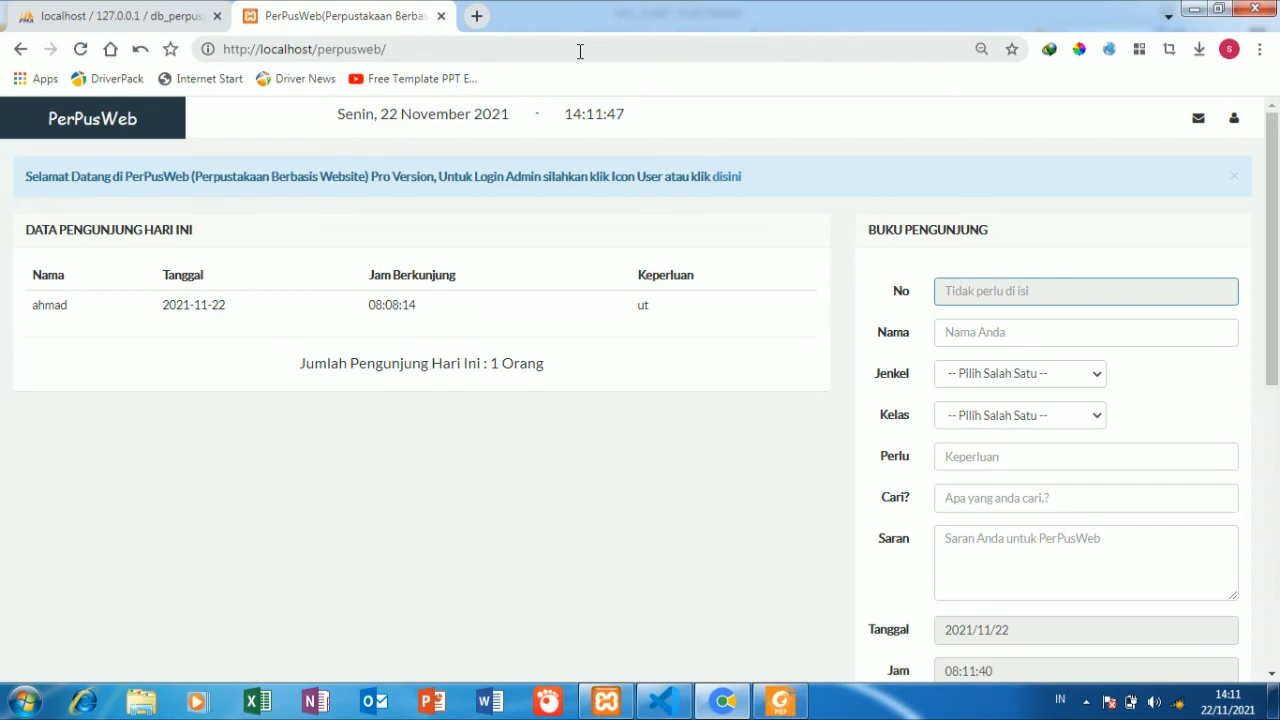 localhost / 127.0.0.1 / db_perpus
PerPusWeb(Perpustakaan Berbas
http://localhost/perpusweb/
S
Apps
DriverPack
Internet Start
Driver News
Free Template PPT E...
PerPusWeb
Senin, 22 November 2021 - 14:11:47
Selamat Datang di PerPusWeb (Perpustakaan Berbasis Website) Pro Version, Untuk Login Admin silahkan klik Icon User atau klik disini
×
DATA PENGUNJUNG HARI INI
Nama Tanggal Jam Berkunjung Keperluan
ahmad 2021-11-22 08:08:14 ut
Jumlah Pengunjung Hari Ini : 1 Orang
BUKU PENGUNJUNG
No Tidak perlu di isi
Nama Nama Anda
Jenkel -- Pilih Salah Satu --
Kelas -- Pilih Salah Satu --
Perlu Keperluan
Cari? Apa yang anda cari.?
Saran Saran Anda untuk PerPusWeb
Tanggal 2021/11/22
Jam 08:11:40
IN
14:11
22/11/2021